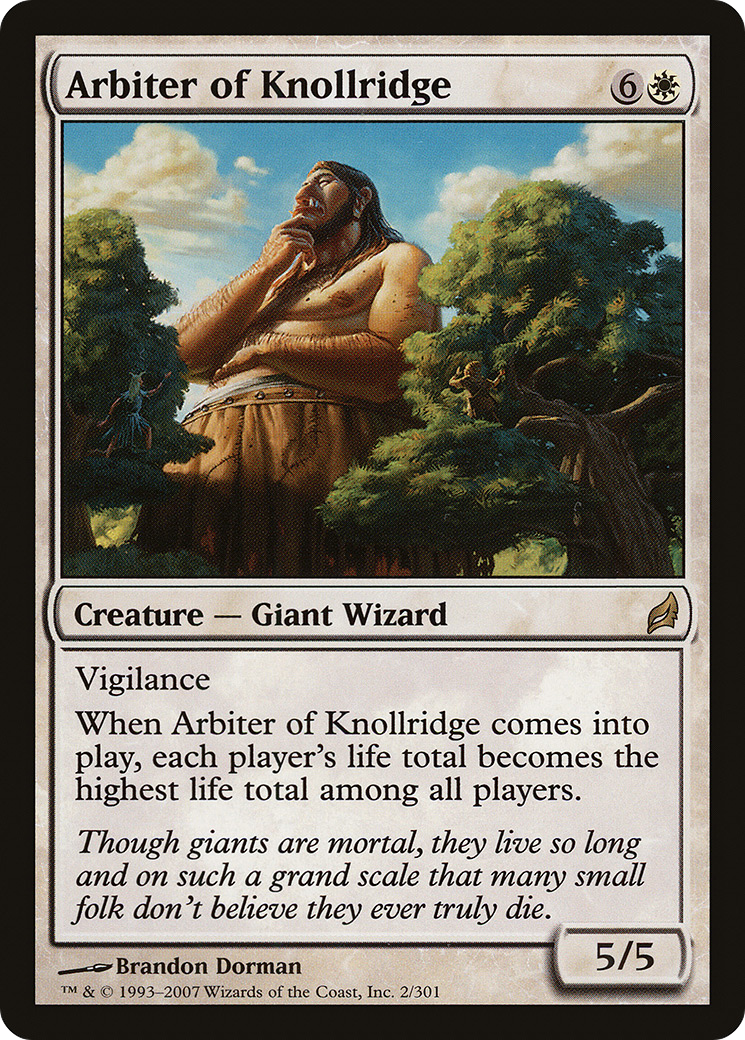 Arbiter of Knollridge 6
Creature — Giant Wizard
Vigilance
When Arbiter of Knollridge comes into
play, each player's life total becomes the
highest life total among all players.
Though giants are mortal, they live so long
and on such a grand scale that many small
folk don't believe they ever truly die.
5/5
Brandon Dorman
™ & © 1993–2007 Wizards of the Coast, Inc. 2/301